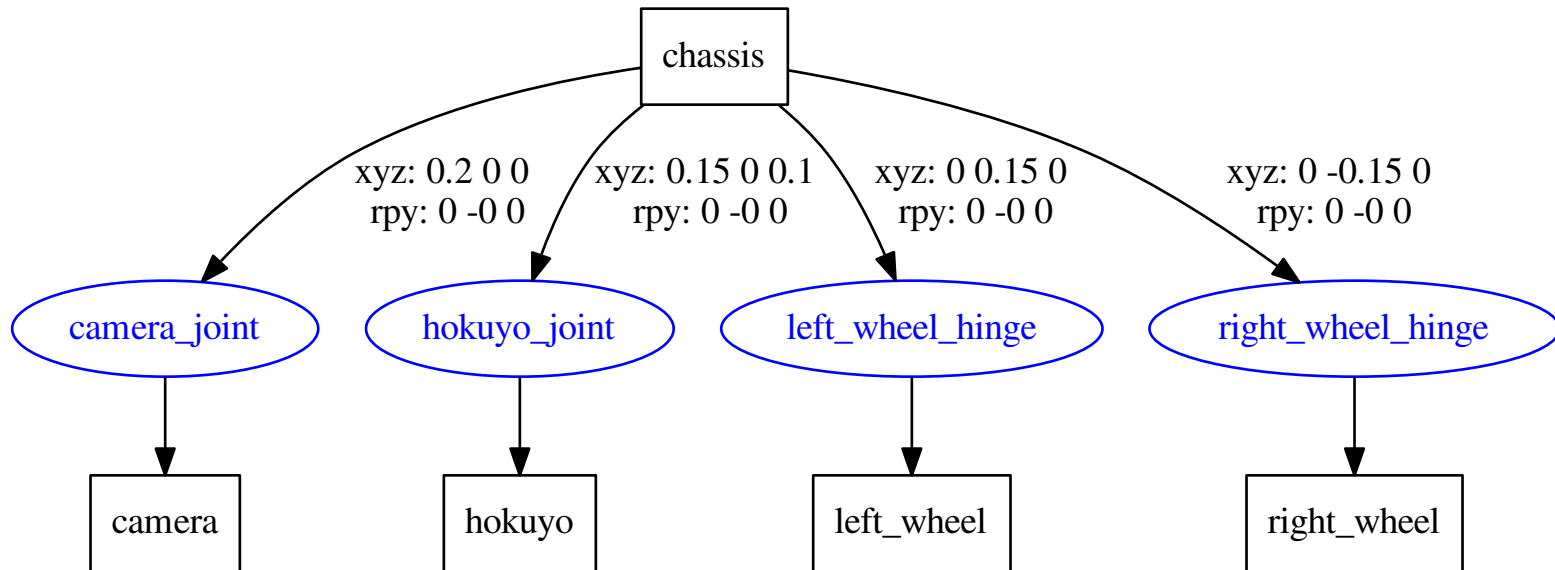 chassis
xyz: 0.2 0 0
rpy: 0 -0 0
xyz: 0.15 0 0.1
rpy: 0 -0 0
xyz: 0 0.15 0
rpy: 0 -0 0
xyz: 0 -0.15 0
rpy: 0 -0 0
camera_joint
hokuyo_joint
left_wheel_hinge
right_wheel_hinge
camera
hokuyo
left_wheel
right_wheel